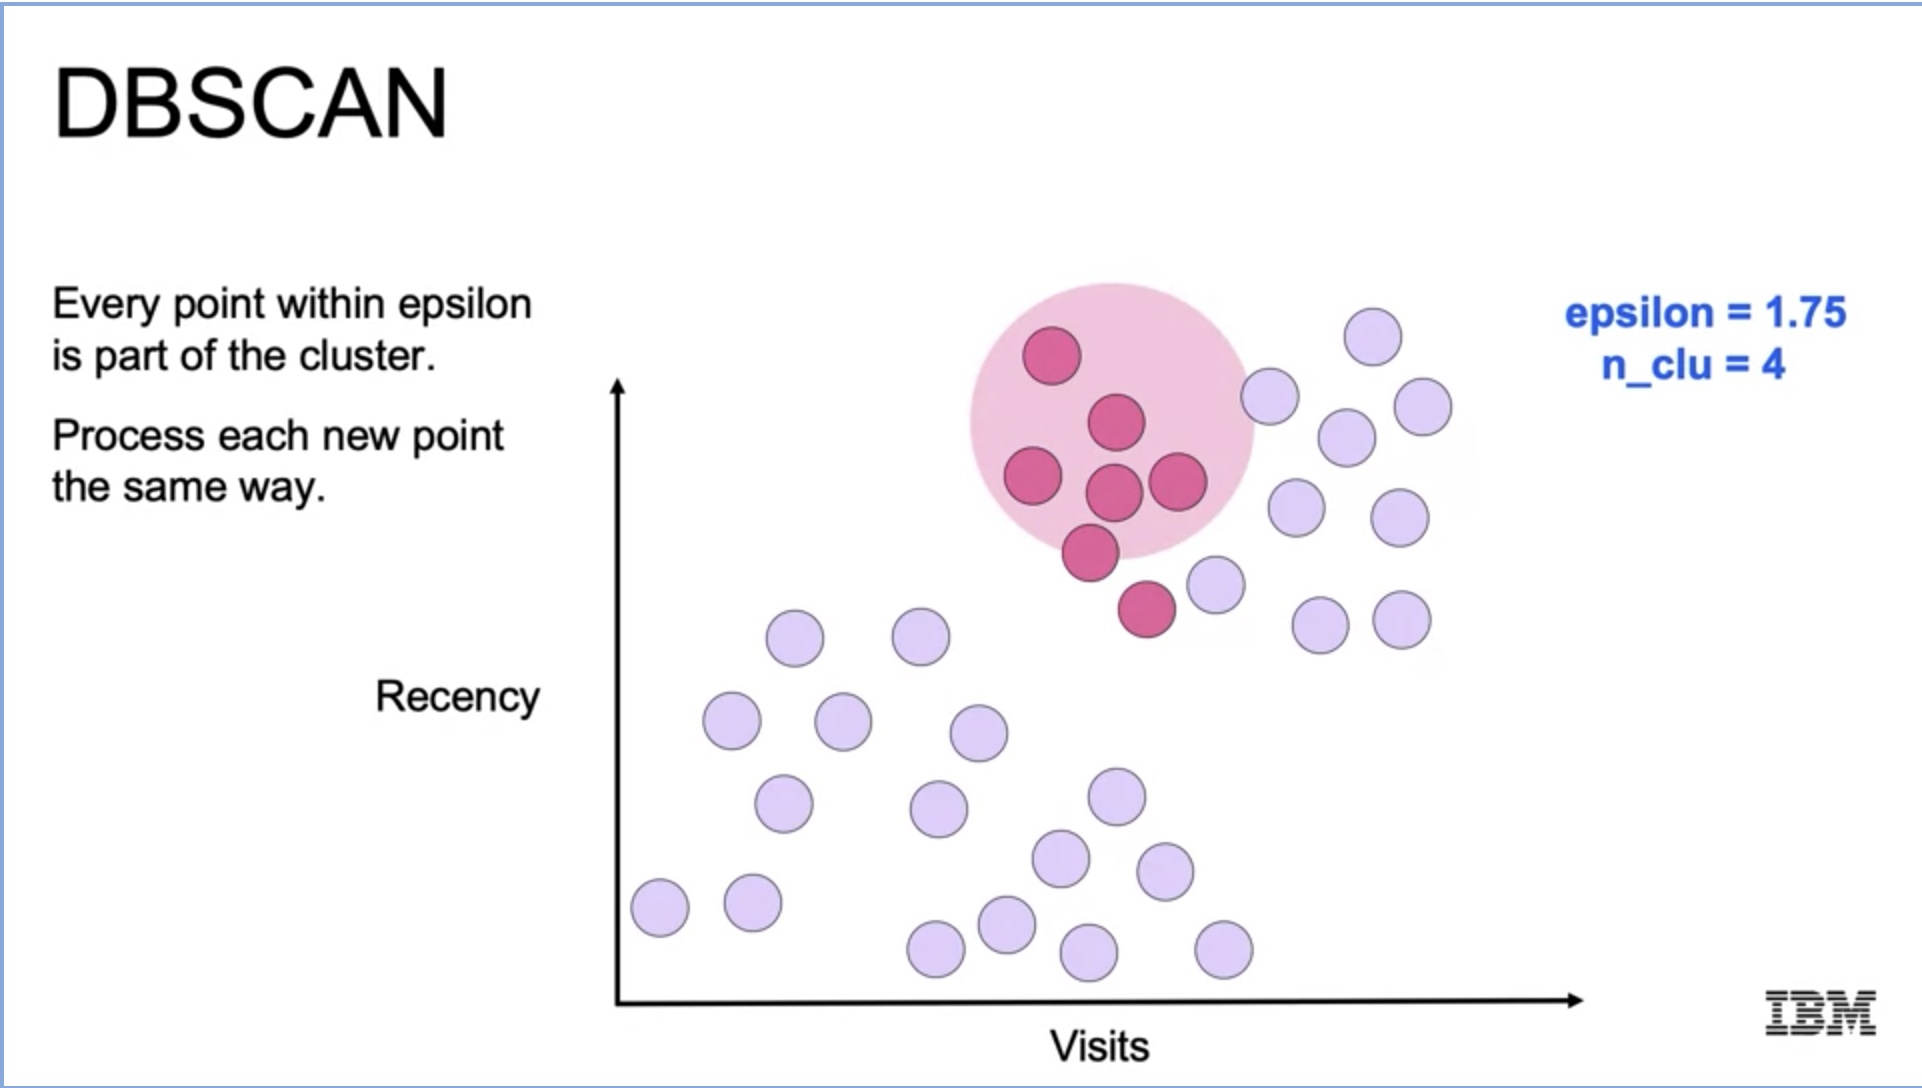 DBSCAN
Every point within epsilon
is part of the cluster.
Process each new point
the same way.
epsilon = 1.75
n_clu = 4
Recency
Visits
IBM